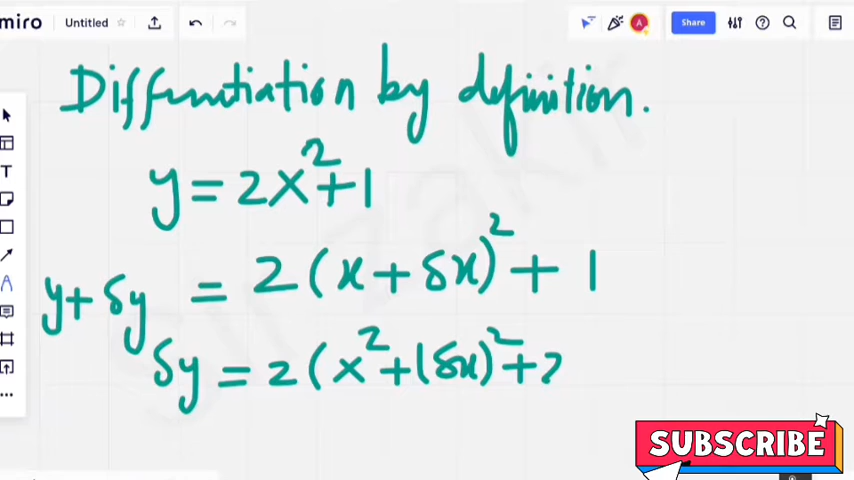 miro Untitled Share
Diffrentiation by definition.
y = 2x² + 1
y + δy = 2(x + δx)² + 1
δy = 2(x² + (δx)² + 2
A
T
SUBSCRIBE